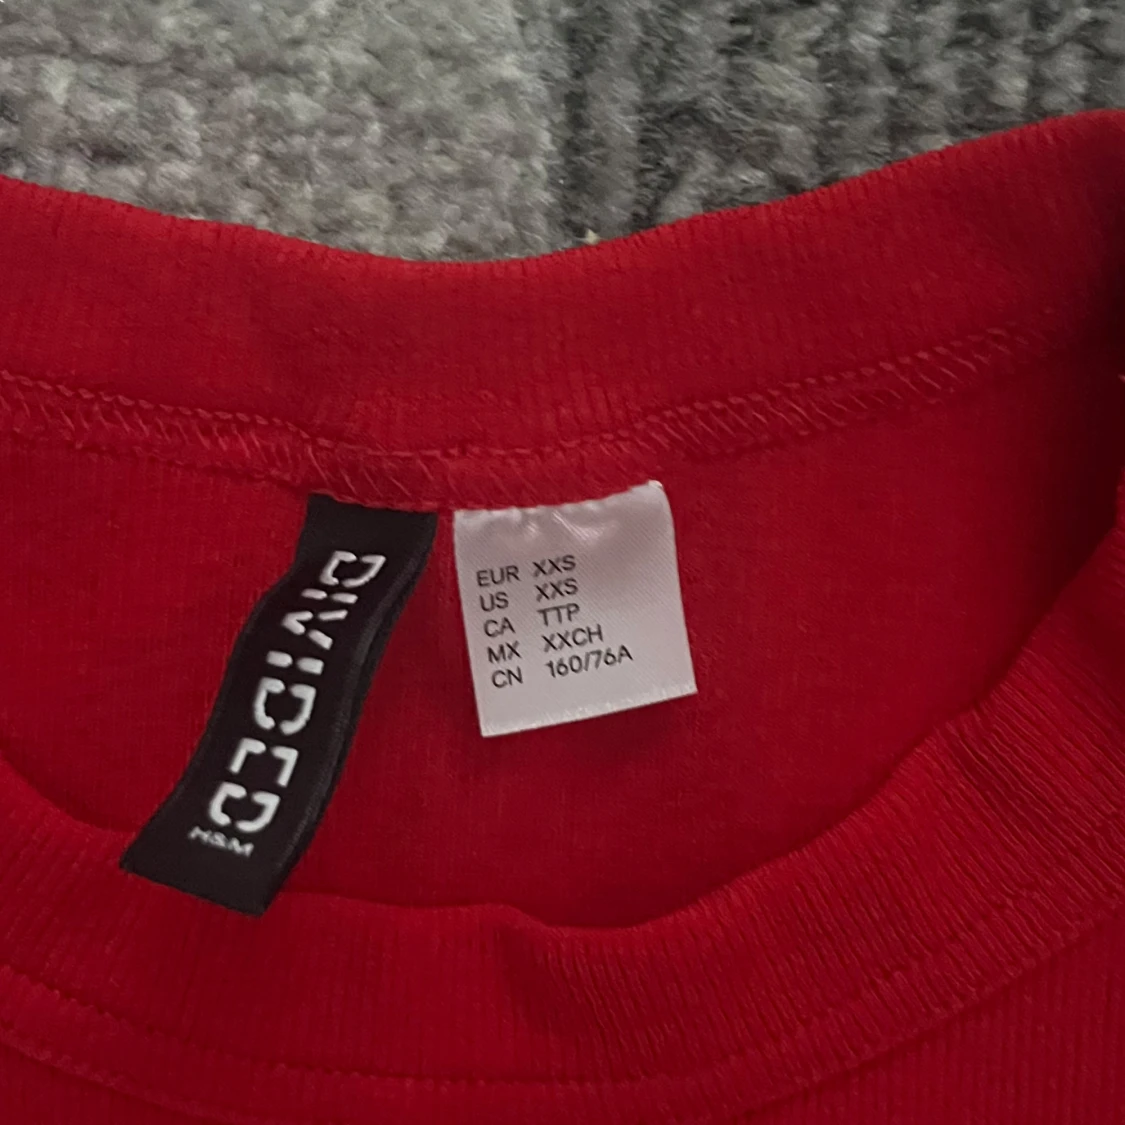 DIVIDED
H&M
EUR XXS
US XXS
CA TTP
MX XXCH
CN 160/76A